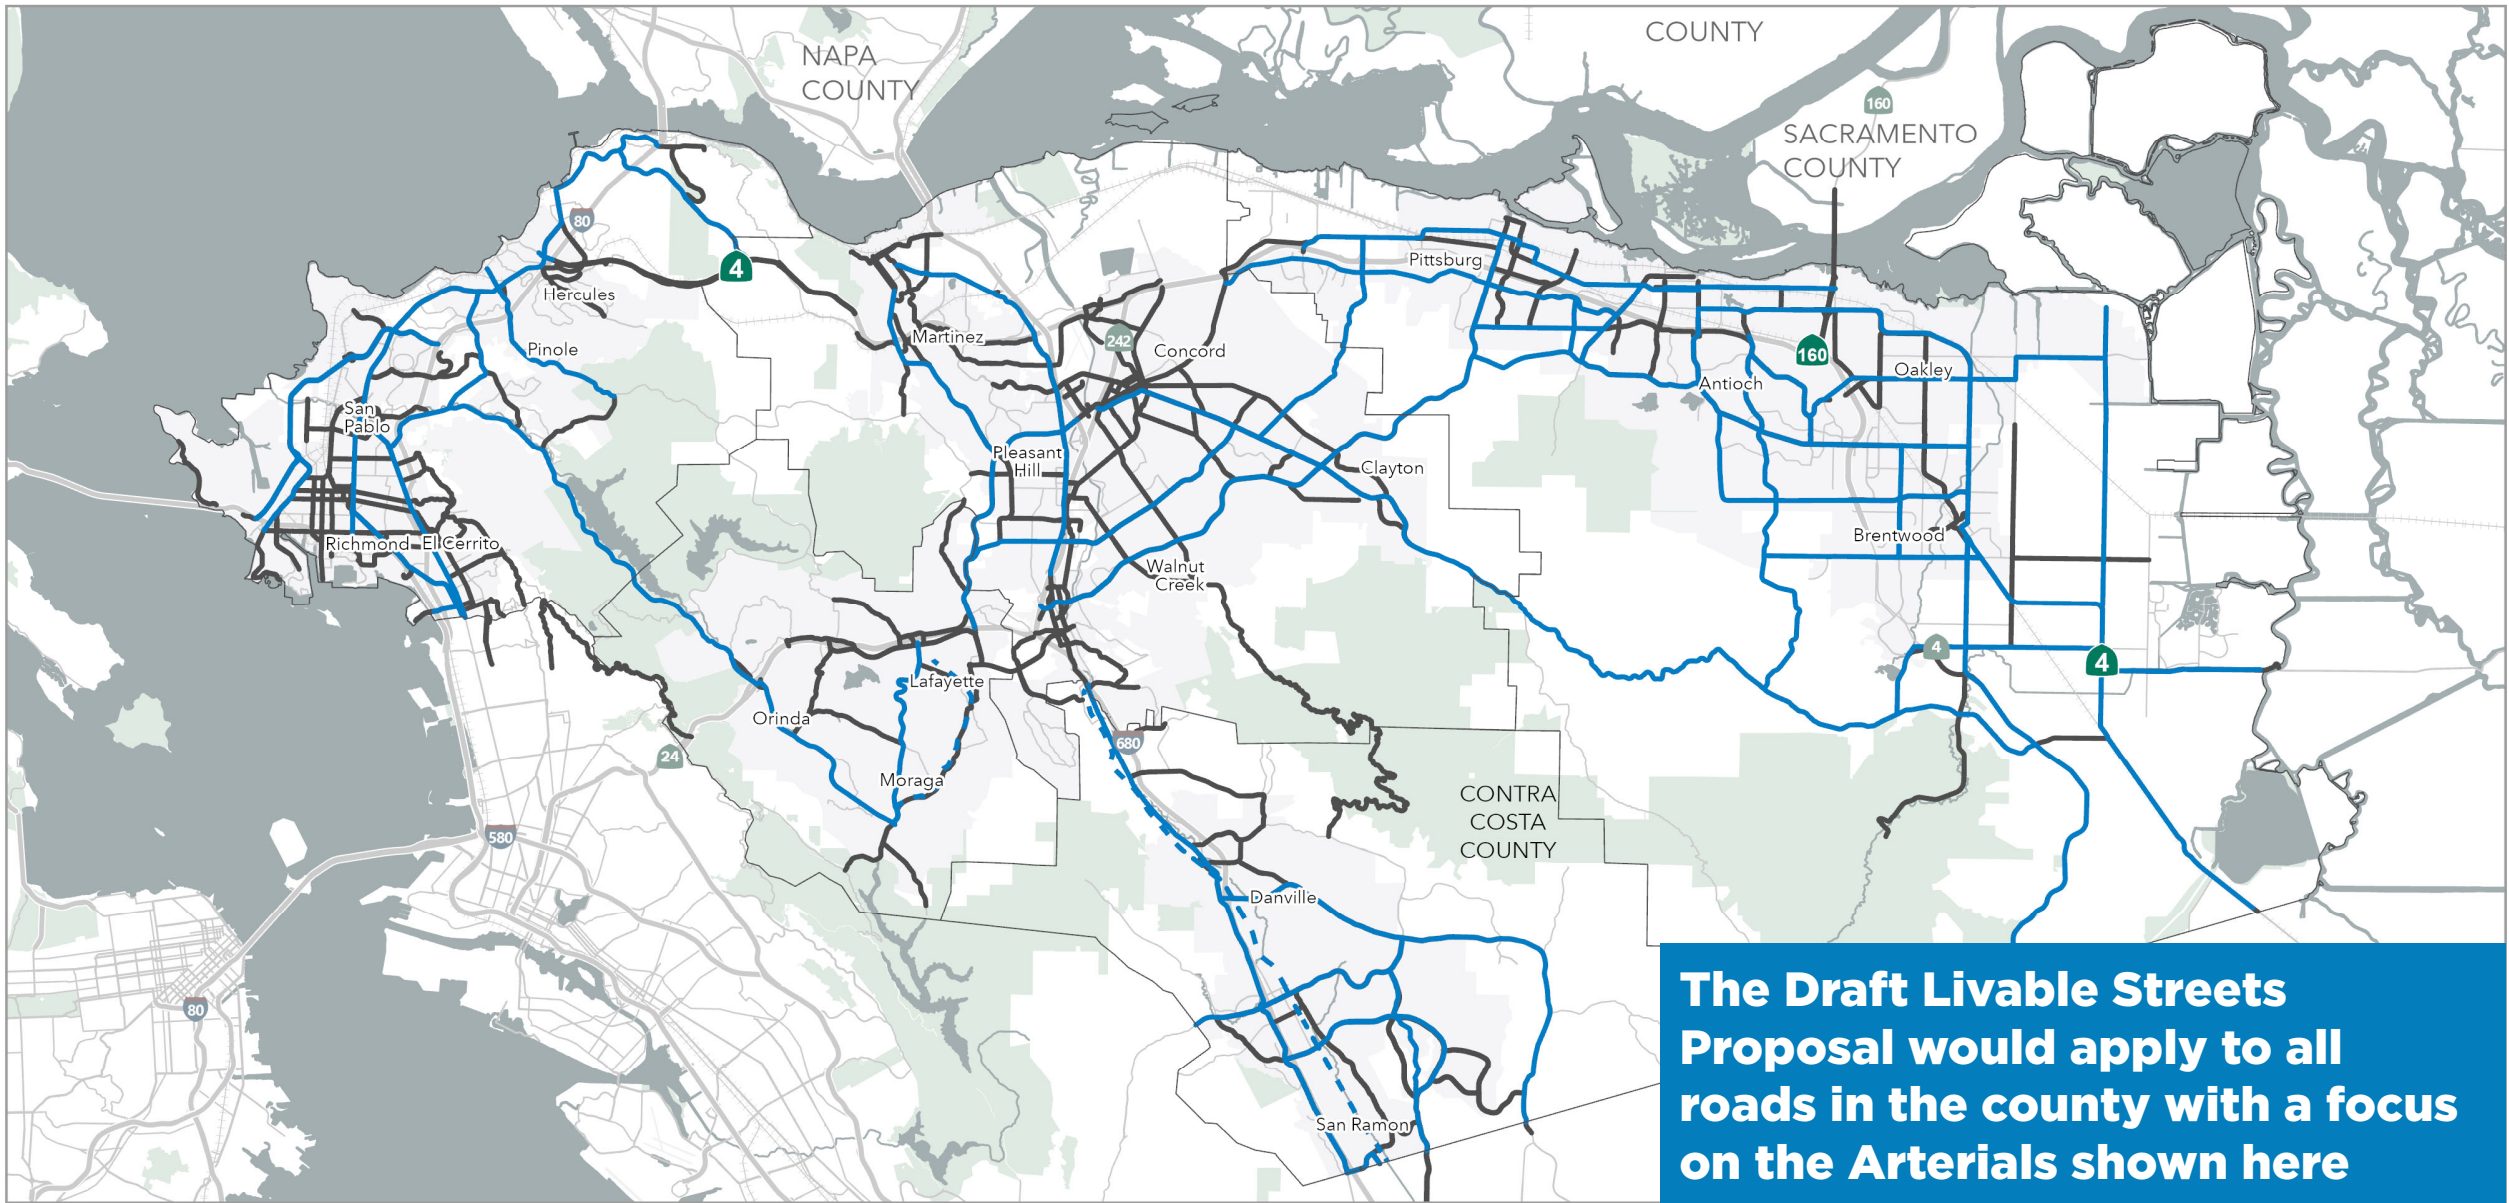 NAPA
COUNTY
COUNTY
160
SACRAMENTO
COUNTY
80
4
Hercules
Pittsburg
Martinez
242
Concord
160
Pinole
Oakley
Antioch
San
Pablo
Pleasant
Hill
Clayton
Richmond
El Cerrito
Brentwood
Walnut
Creek
4
4
Lafayette
Orinda
680
24
Moraga
CONTRA
COSTA
COUNTY
580
Danville
80
San Ramon
The Draft Livable Streets
Proposal would apply to all
roads in the county with a focus
on the Arterials shown here